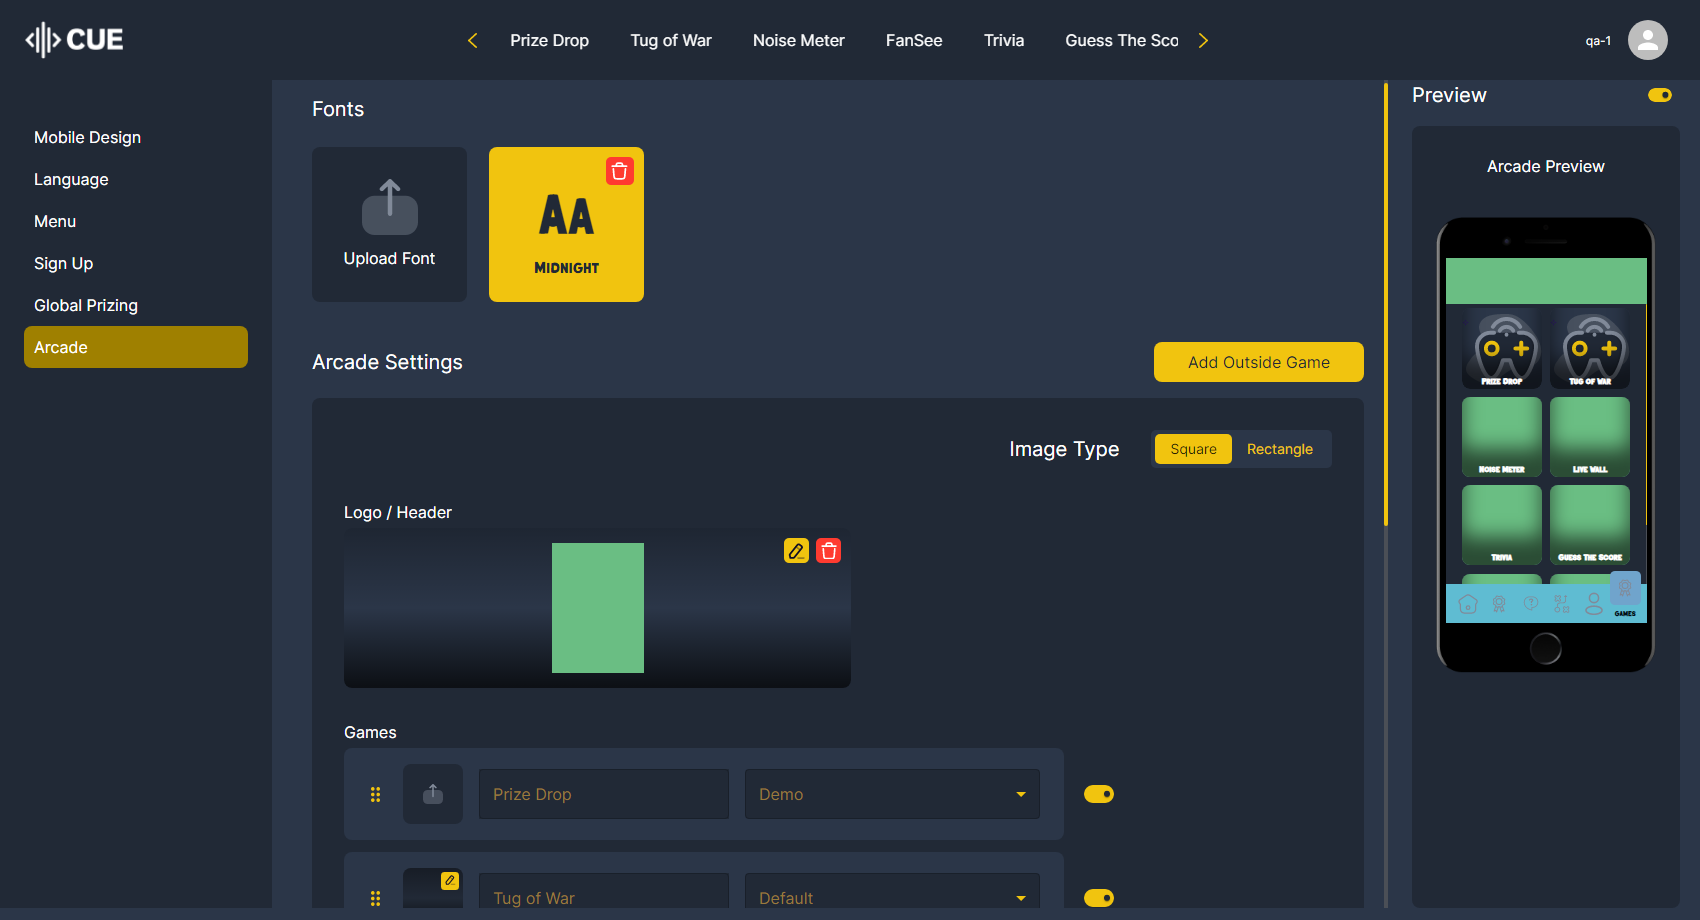 CUE
Prize Drop
Tug of War
Noise Meter
FanSee
Trivia
Guess The Sco
qa-1
Mobile Design
Language
Menu
Sign Up
Global Prizing
Arcade
Fonts
Upload Font
AA
MIDNIGHT
Arcade Settings
Add Outside Game
Image Type
Square
Rectangle
Logo / Header
Games
Prize Drop
Demo
Tug of War
Default
Preview
Arcade Preview
PRIZE DROP
TUG OF WAR
NOISE METER
LIVE WALL
TRIVIA
GUESS THE SCORE
GAMES